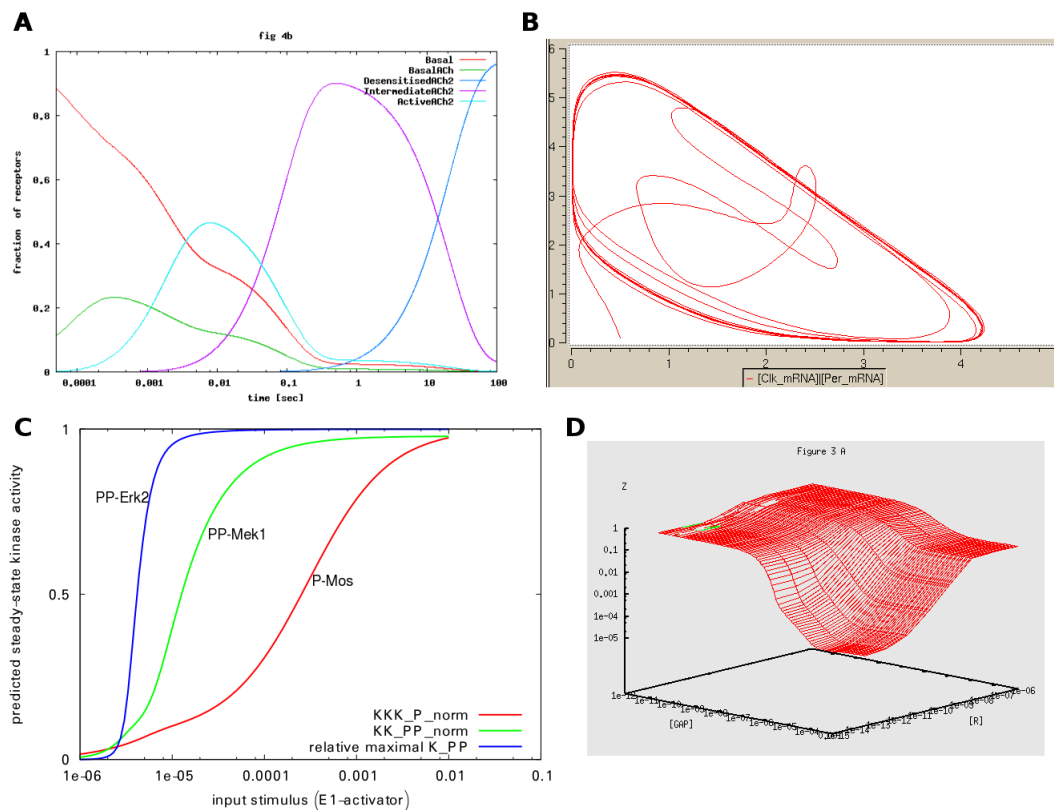 A
fig 4b
1
0.8
0.6
0.4
0.2
0
fraction of receptors
Basal
BasalACh
DesensitisedACh2
IntermediateACh2
ActiveACh2
0.0001 0.001 0.01 0.1 1 10 100
time [sec]
B
6
5
4
3
2
1
0
0 1 2 3 4
[Clk_mRNA]|[Per_mRNA]
C
1
0.5
0
predicted steady-state kinase activity
PP-Erk2
PP-Mek1
P-Mos
KKK_P_norm
KK_PP_norm
relative maximal K_PP
1e-06 1e-05 0.0001 0.001 0.01 0.1
input stimulus (E1-activator)
D
Figure 3 A
Z
1
0.1
0.01
0.001
1e-04
1e-05
[GAP]
[R]